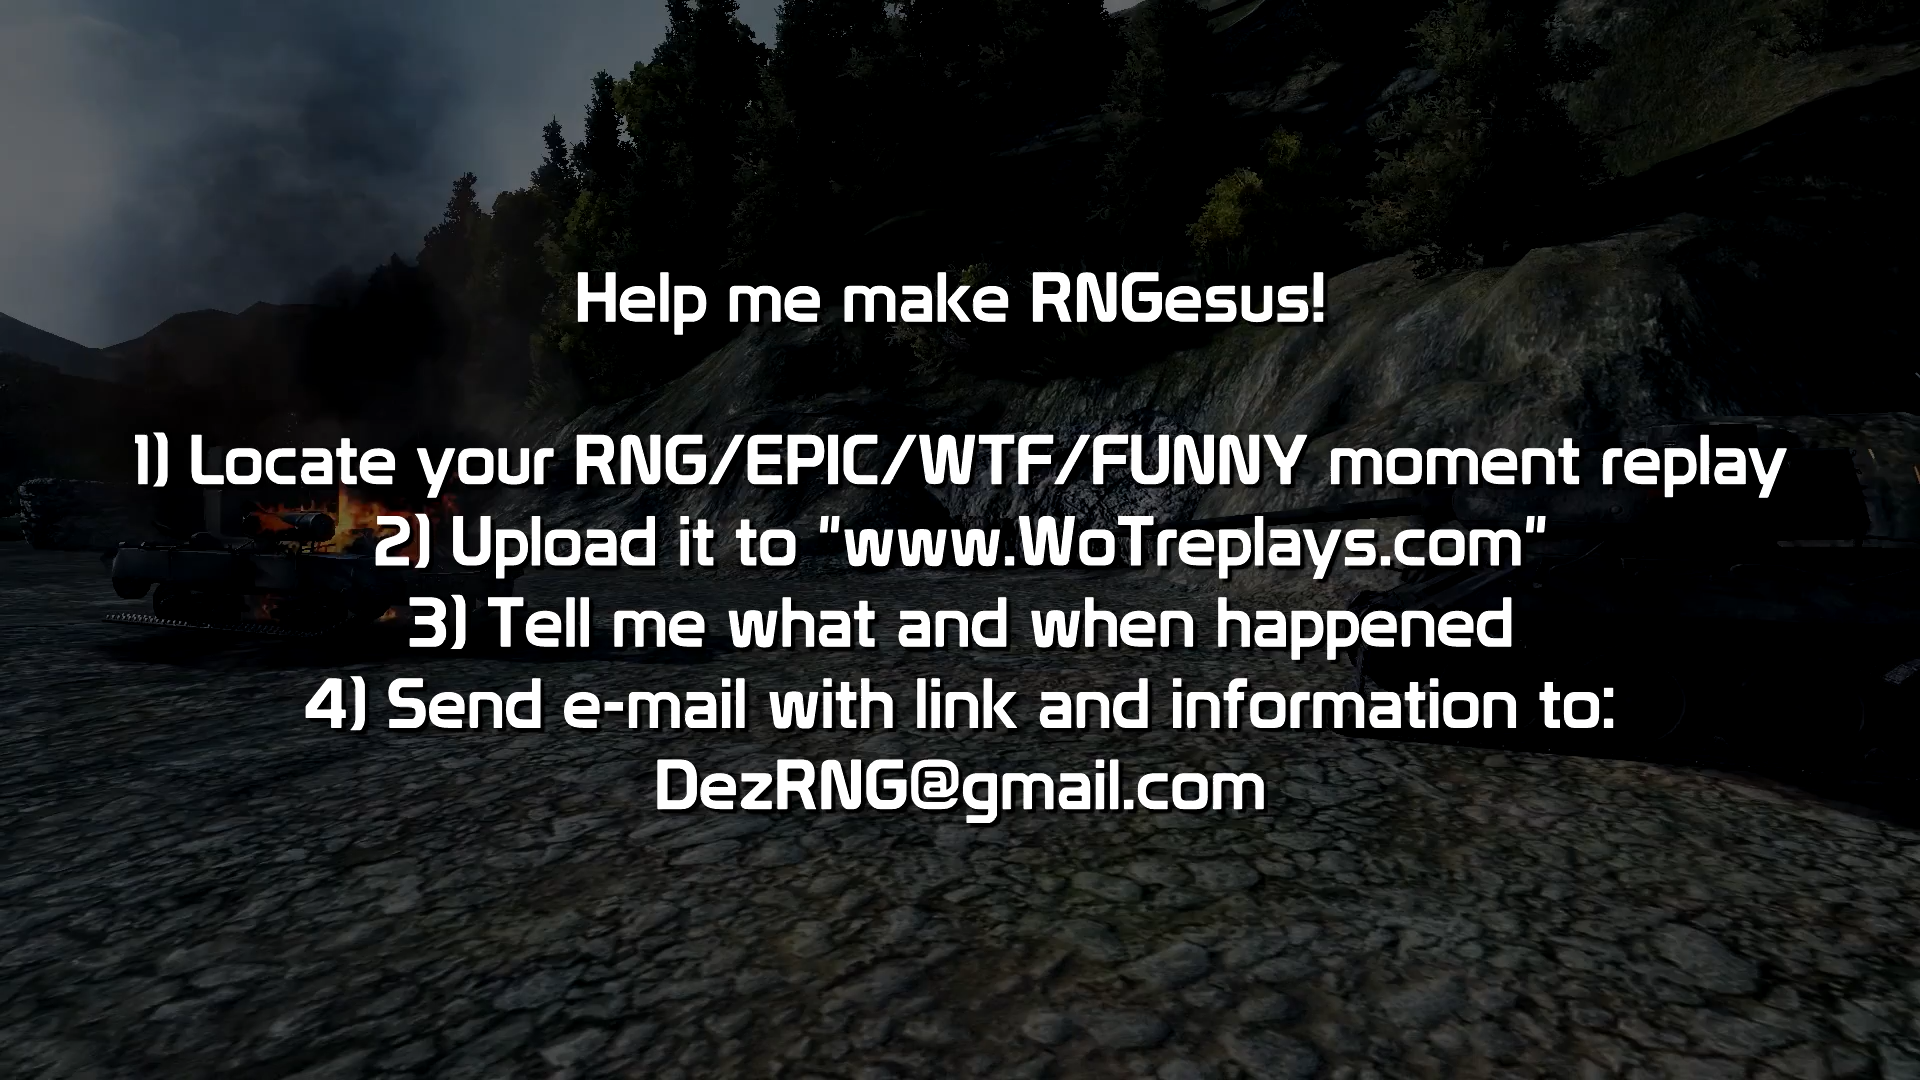 Help me make RNGesus!
1) Locate your RNG/EPIC/WTF/FUNNY moment replay
2) Upload it to "www.WoTreplays.com"
3) Tell me what and when happened
4) Send e-mail with link and information to:
DezRNG@gmail.com